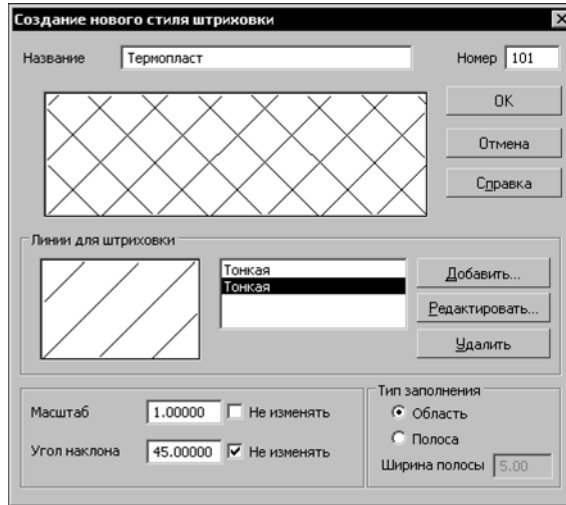 Создание нового стиля штриховки
Название Термопласт Номер 101
OK
Отмена
Справка
Линии для штриховки
Тонкая
Тонкая
Добавить...
Редактировать...
Удалить
Масштаб 1.00000 Не изменять
Угол наклона 45.00000 Не изменять
Тип заполнения
Область
Полоса
Ширина полосы 5.00